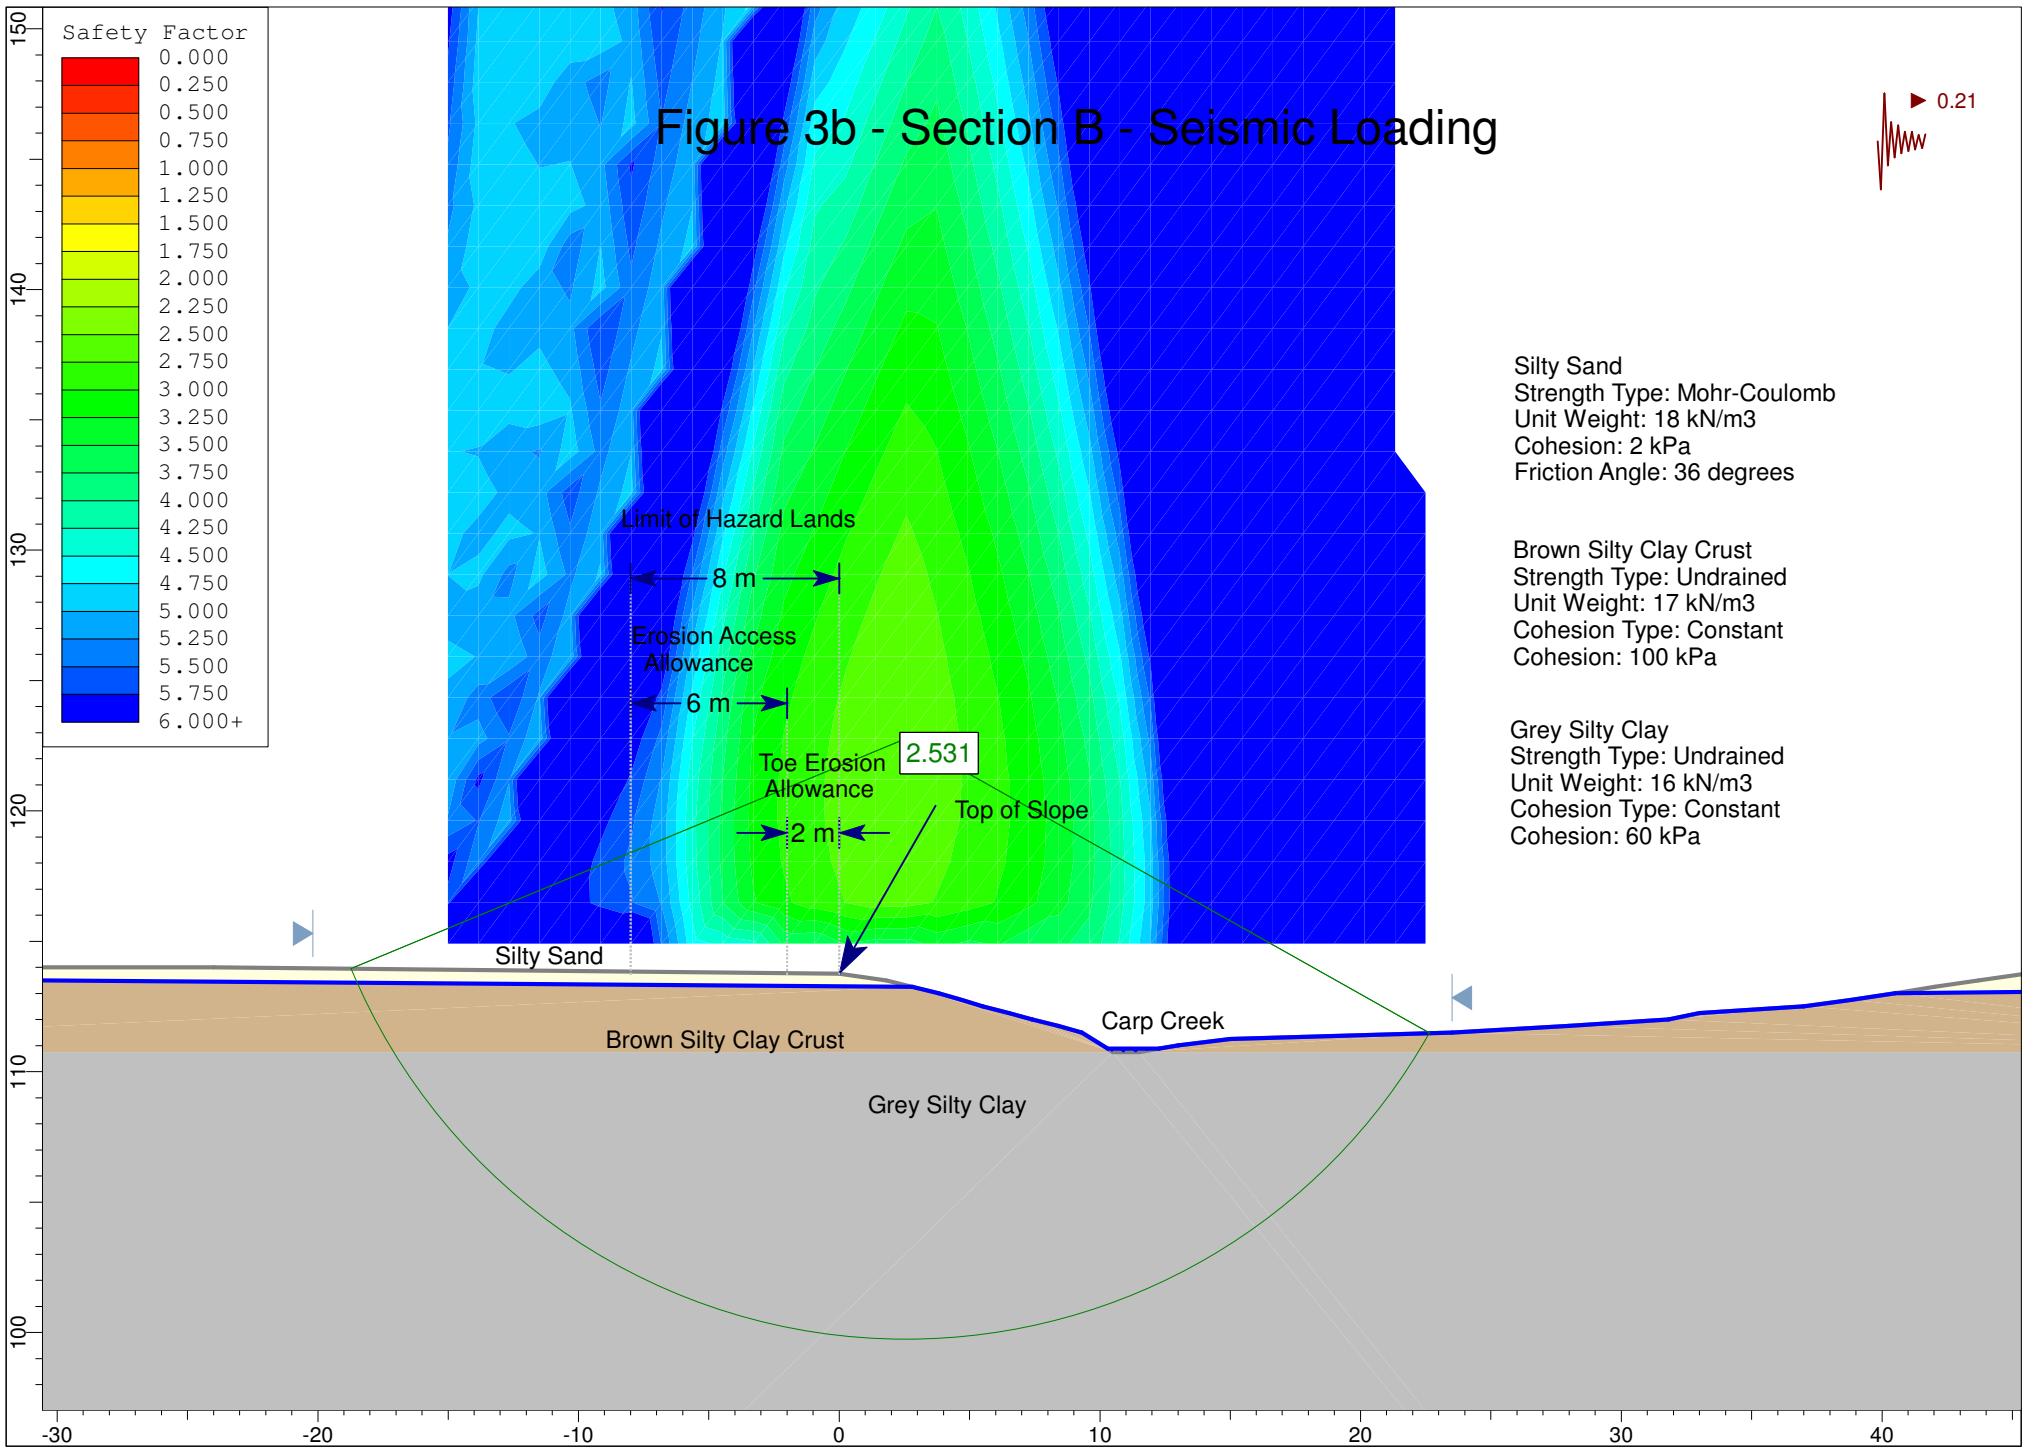 Safety Factor
0.000
0.250
0.500
0.750
1.000
1.250
1.500
1.750
2.000
2.250
2.500
2.750
3.000
3.250
3.500
3.750
4.000
4.250
4.500
4.750
5.000
5.250
5.500
5.750
6.000+
Figure 3b - Section B - Seismic Loading
0.21
Silty Sand
Strength Type: Mohr-Coulomb
Unit Weight: 18 kN/m3
Cohesion: 2 kPa
Friction Angle: 36 degrees
Brown Silty Clay Crust
Strength Type: Undrained
Unit Weight: 17 kN/m3
Cohesion Type: Constant
Cohesion: 100 kPa
Grey Silty Clay
Strength Type: Undrained
Unit Weight: 16 kN/m3
Cohesion Type: Constant
Cohesion: 60 kPa
Limit of Hazard Lands
8 m
Erosion Access
Allowance
6 m
Toe Erosion
Allowance
2 m
2.531
Top of Slope
Silty Sand
Carp Creek
Brown Silty Clay Crust
Grey Silty Clay
150
140
130
120
110
100
-30
-20
-10
0
10
20
30
40